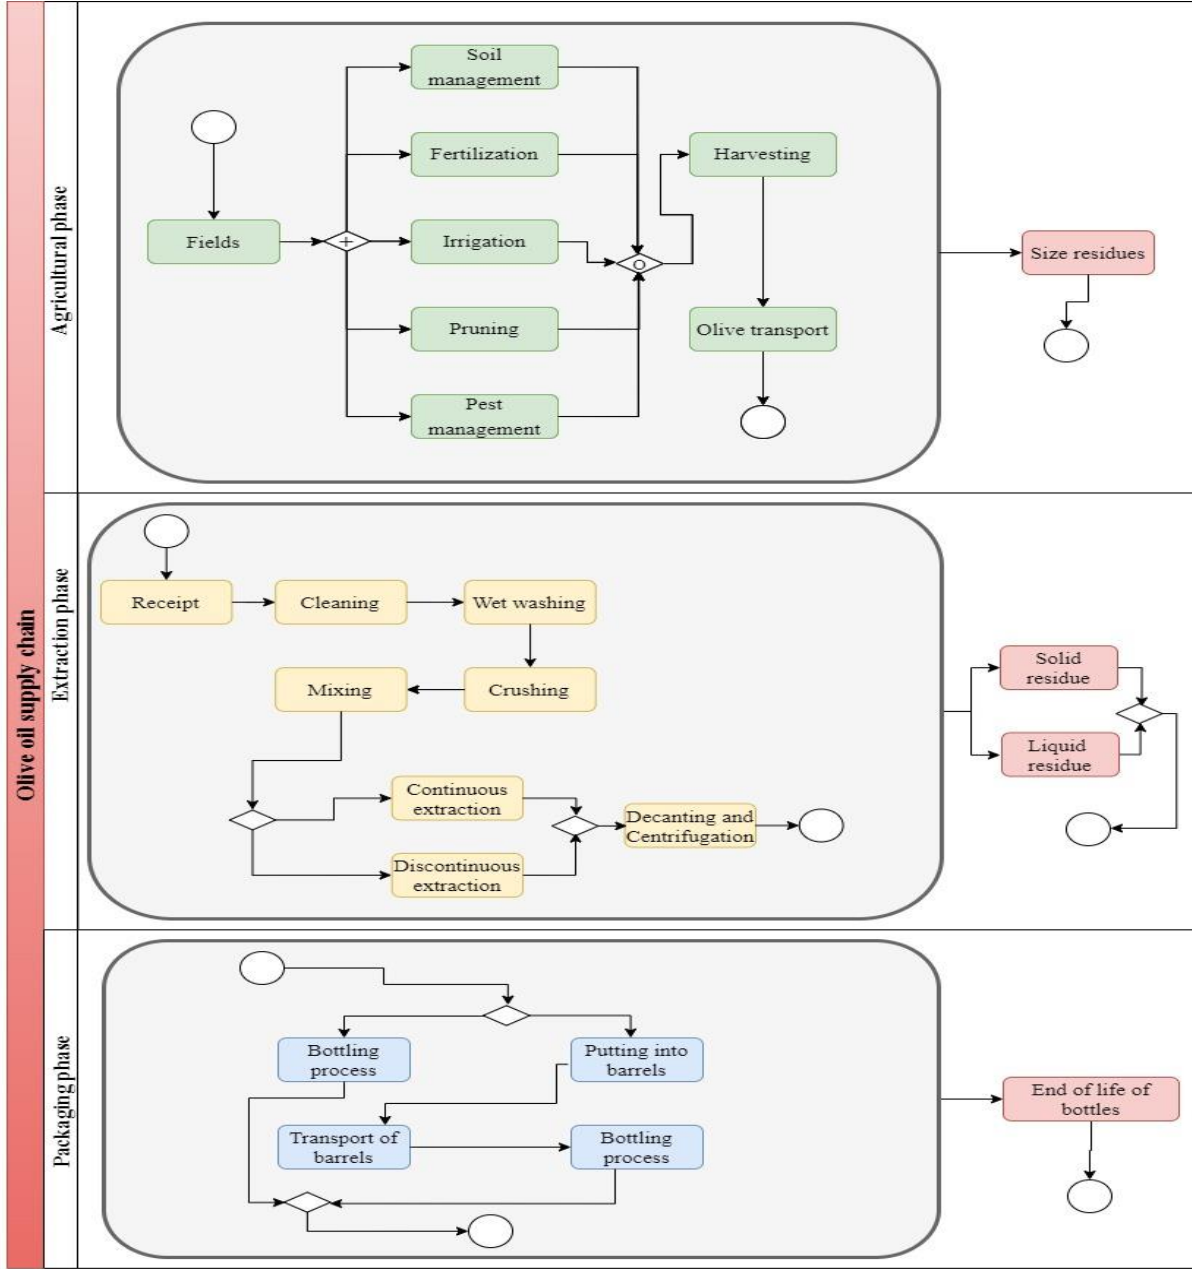 Olive oil supply chain
Agricultural phase
Soil
management
Fertilization
Harvesting
Fields
+
Irrigation
Size residues
Pruning
Olive transport
Pest
management
Extraction phase
Receipt
Cleaning
Wet washing
Mixing
Crushing
Solid
residue
Liquid
residue
Continuous
extraction
Decanting and
Centrifugation
Discontinuous
extraction
Packaging phase
Bottling
process
Putting into
barrels
End of life of
bottles
Transport of
barrels
Bottling
process